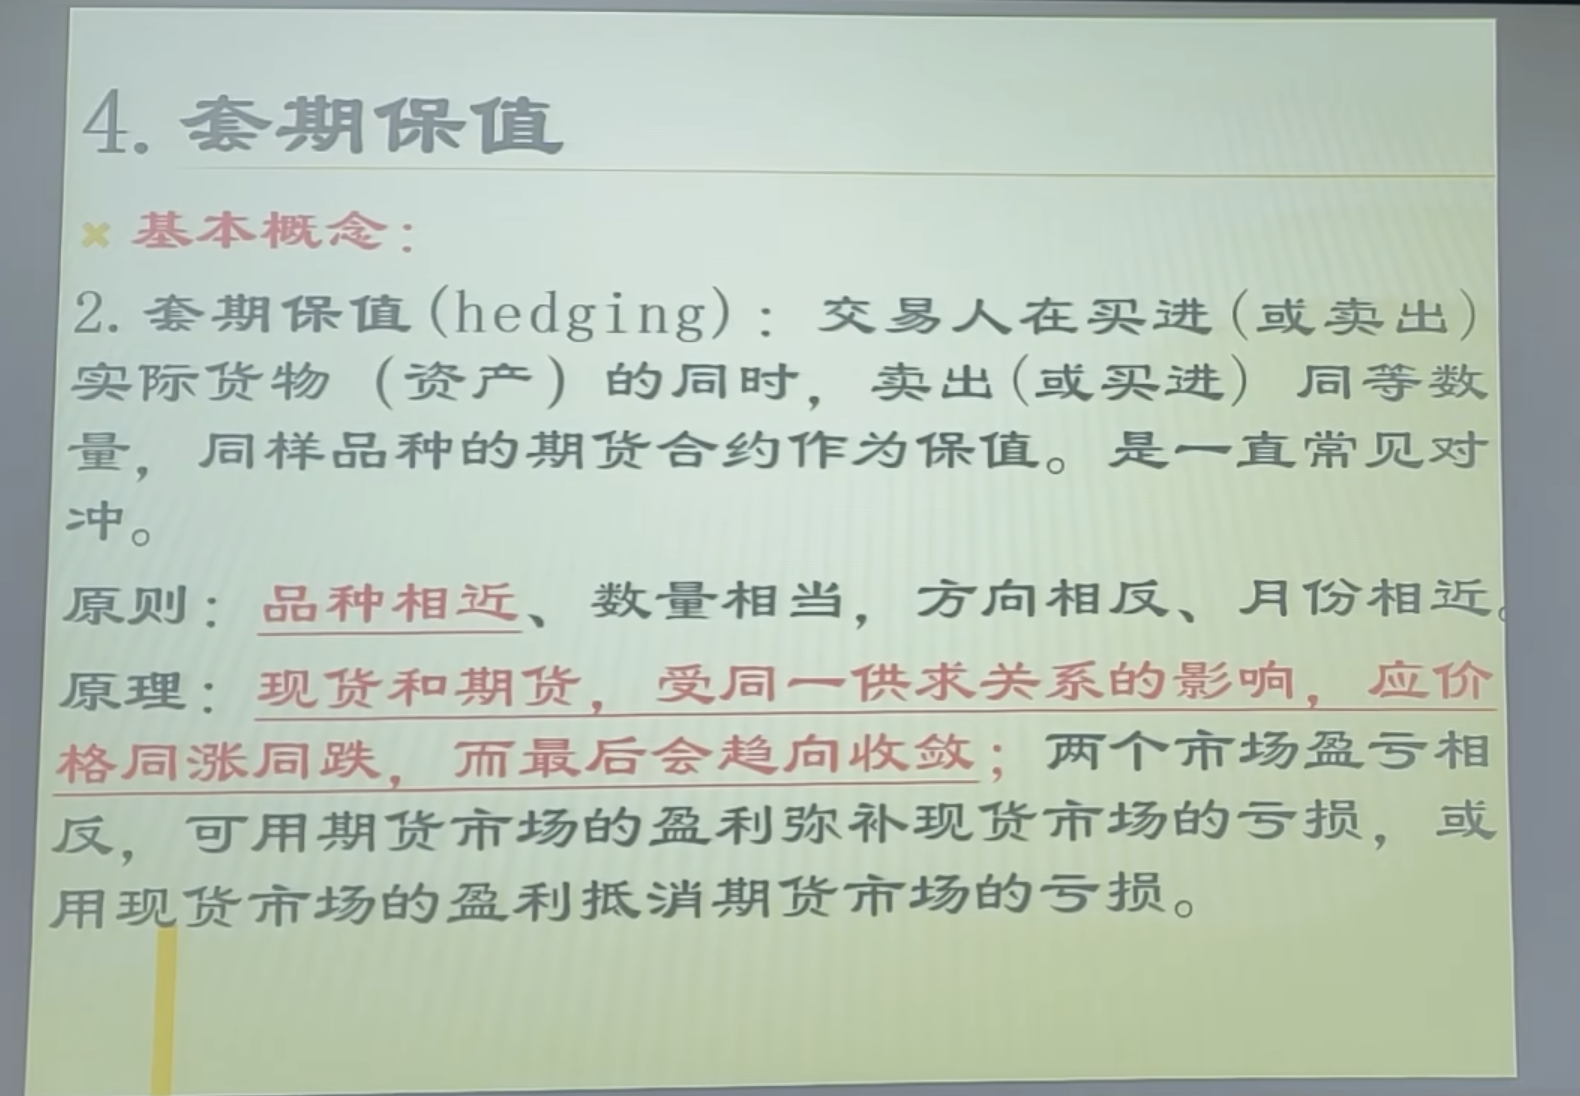 4. 套期保值
基本概念：
2. 套期保值(hedging)：交易人在买进(或卖出)
实际货物（资产）的同时，卖出(或买进) 同等数
量，同样品种的期货合约作为保值。是一直常见对
冲。
原则：品种相近、数量相当，方向相反、月份相近。
原理：现货和期货，受同一供求关系的影响，应价
格同涨同跌，而最后会趋向收敛；两个市场盈亏相
反，可用期货市场的盈利弥补现货市场的亏损，或
用现货市场的盈利抵消期货市场的亏损。